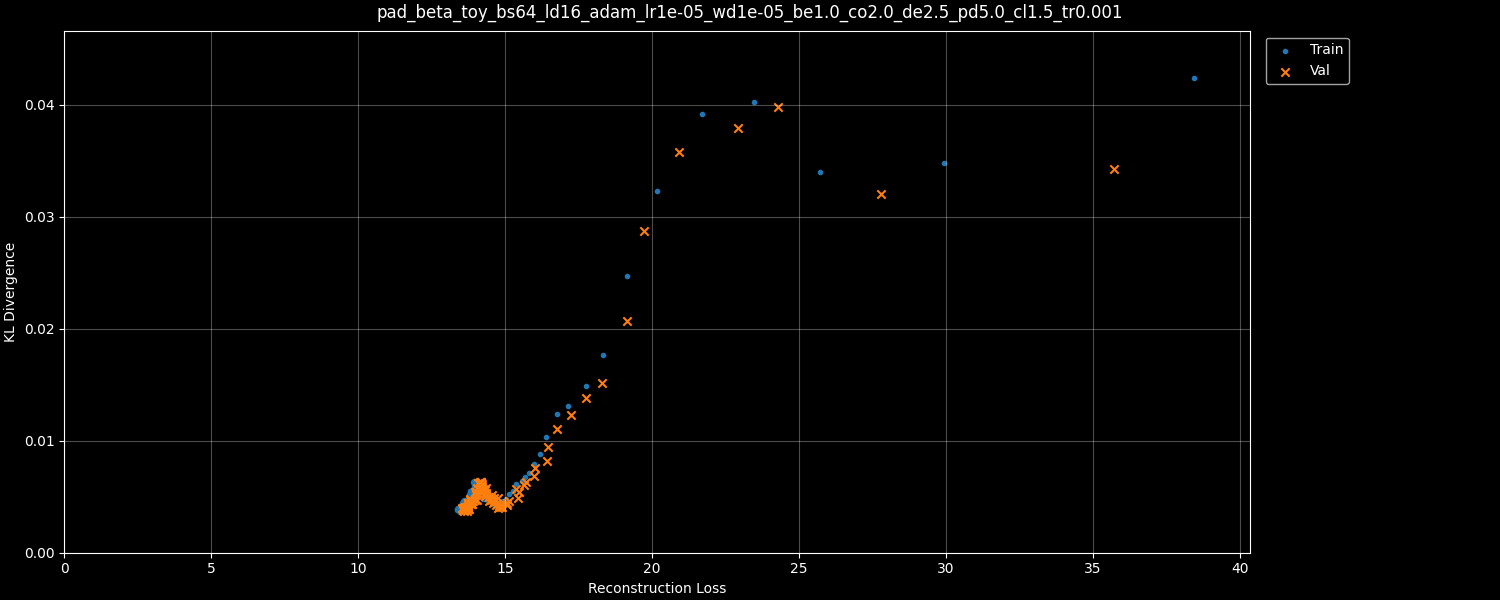 pad_beta_toy_bs64_ld16_adam_lr1e-05_wd1e-05_be1.0_co2.0_de2.5_pd5.0_cl1.5_tr0.001
Train
Val
0.04
0.03
0.02
0.01
0.00
KL Divergence
0 5 10 15 20 25 30 35 40
Reconstruction Loss